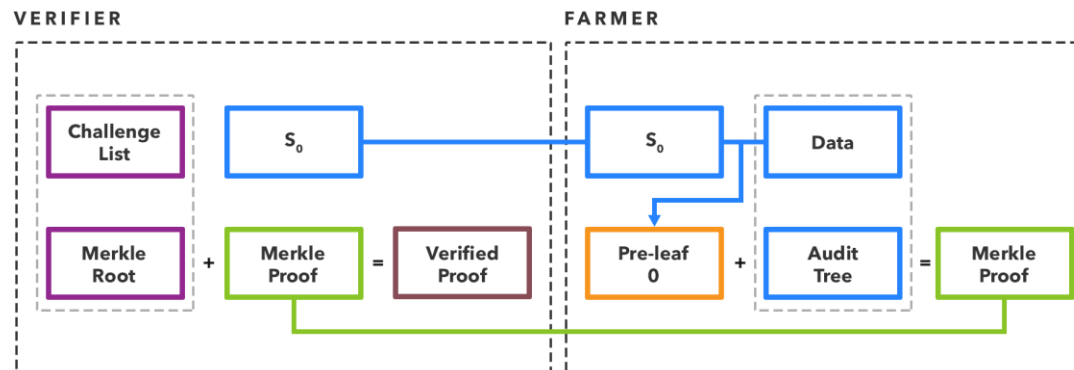 VERIFIER
FARMER
Challenge
List
S₀
S₀
Data
Merkle
Root
+
Merkle
Proof
=
Verified
Proof
Pre-leaf
0
+
Audit
Tree
=
Merkle
Proof